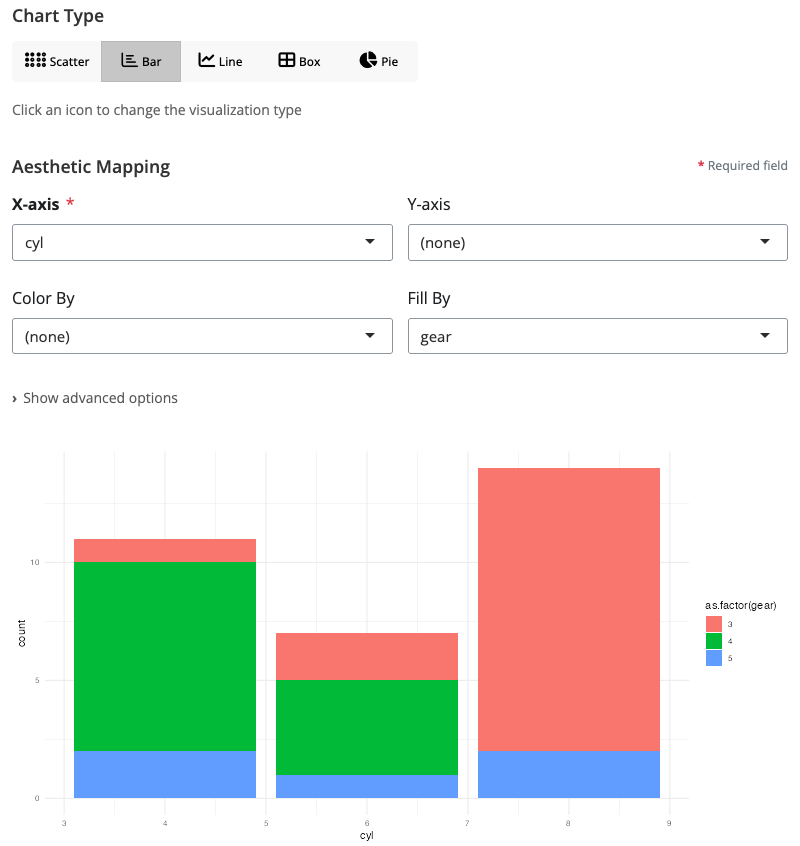 Chart Type
Scatter Bar Line Box Pie
Click an icon to change the visualization type
Aesthetic Mapping * Required field
X-axis * Y-axis
cyl (none)
Color By Fill By
(none) gear
› Show advanced options
10
5
0
count
3 4 5 6 7 8 9
cyl
as.factor(gear)
3
4
5